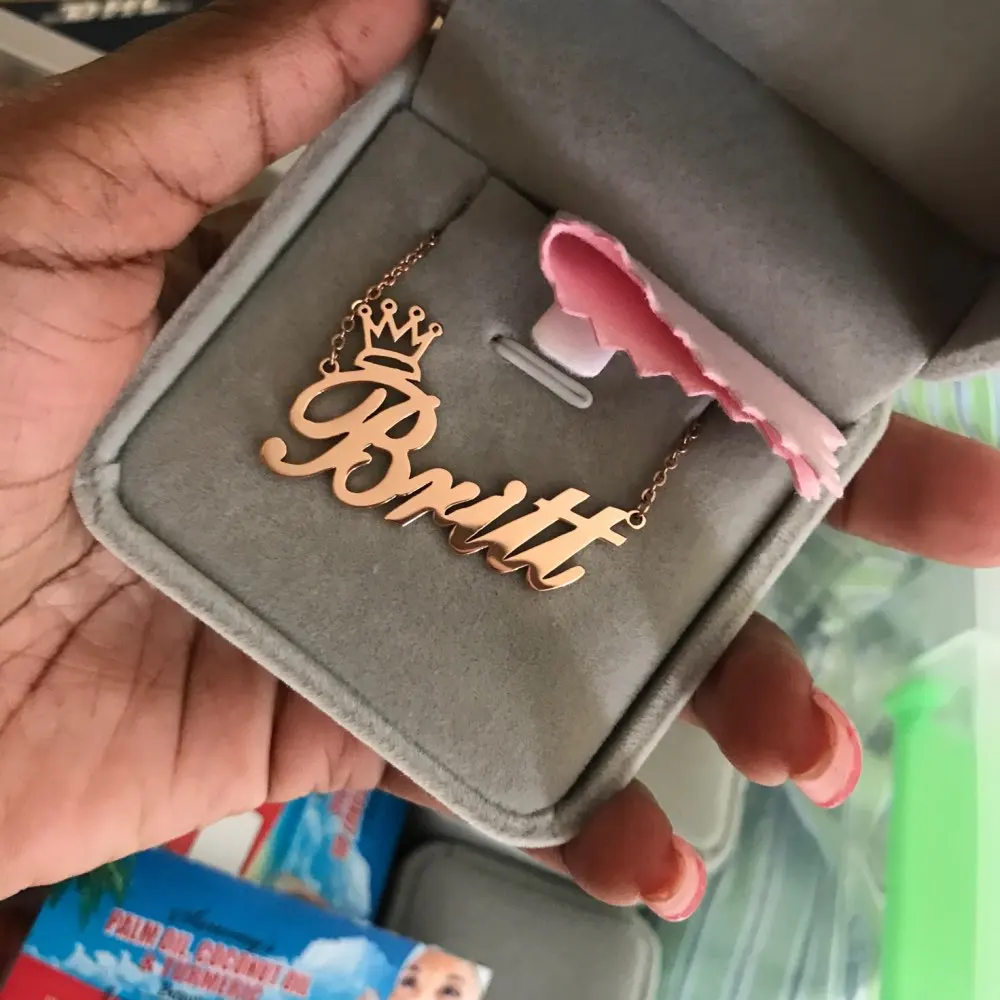 Britt
PALM OIL, COCONUT OIL
& TURMERIC